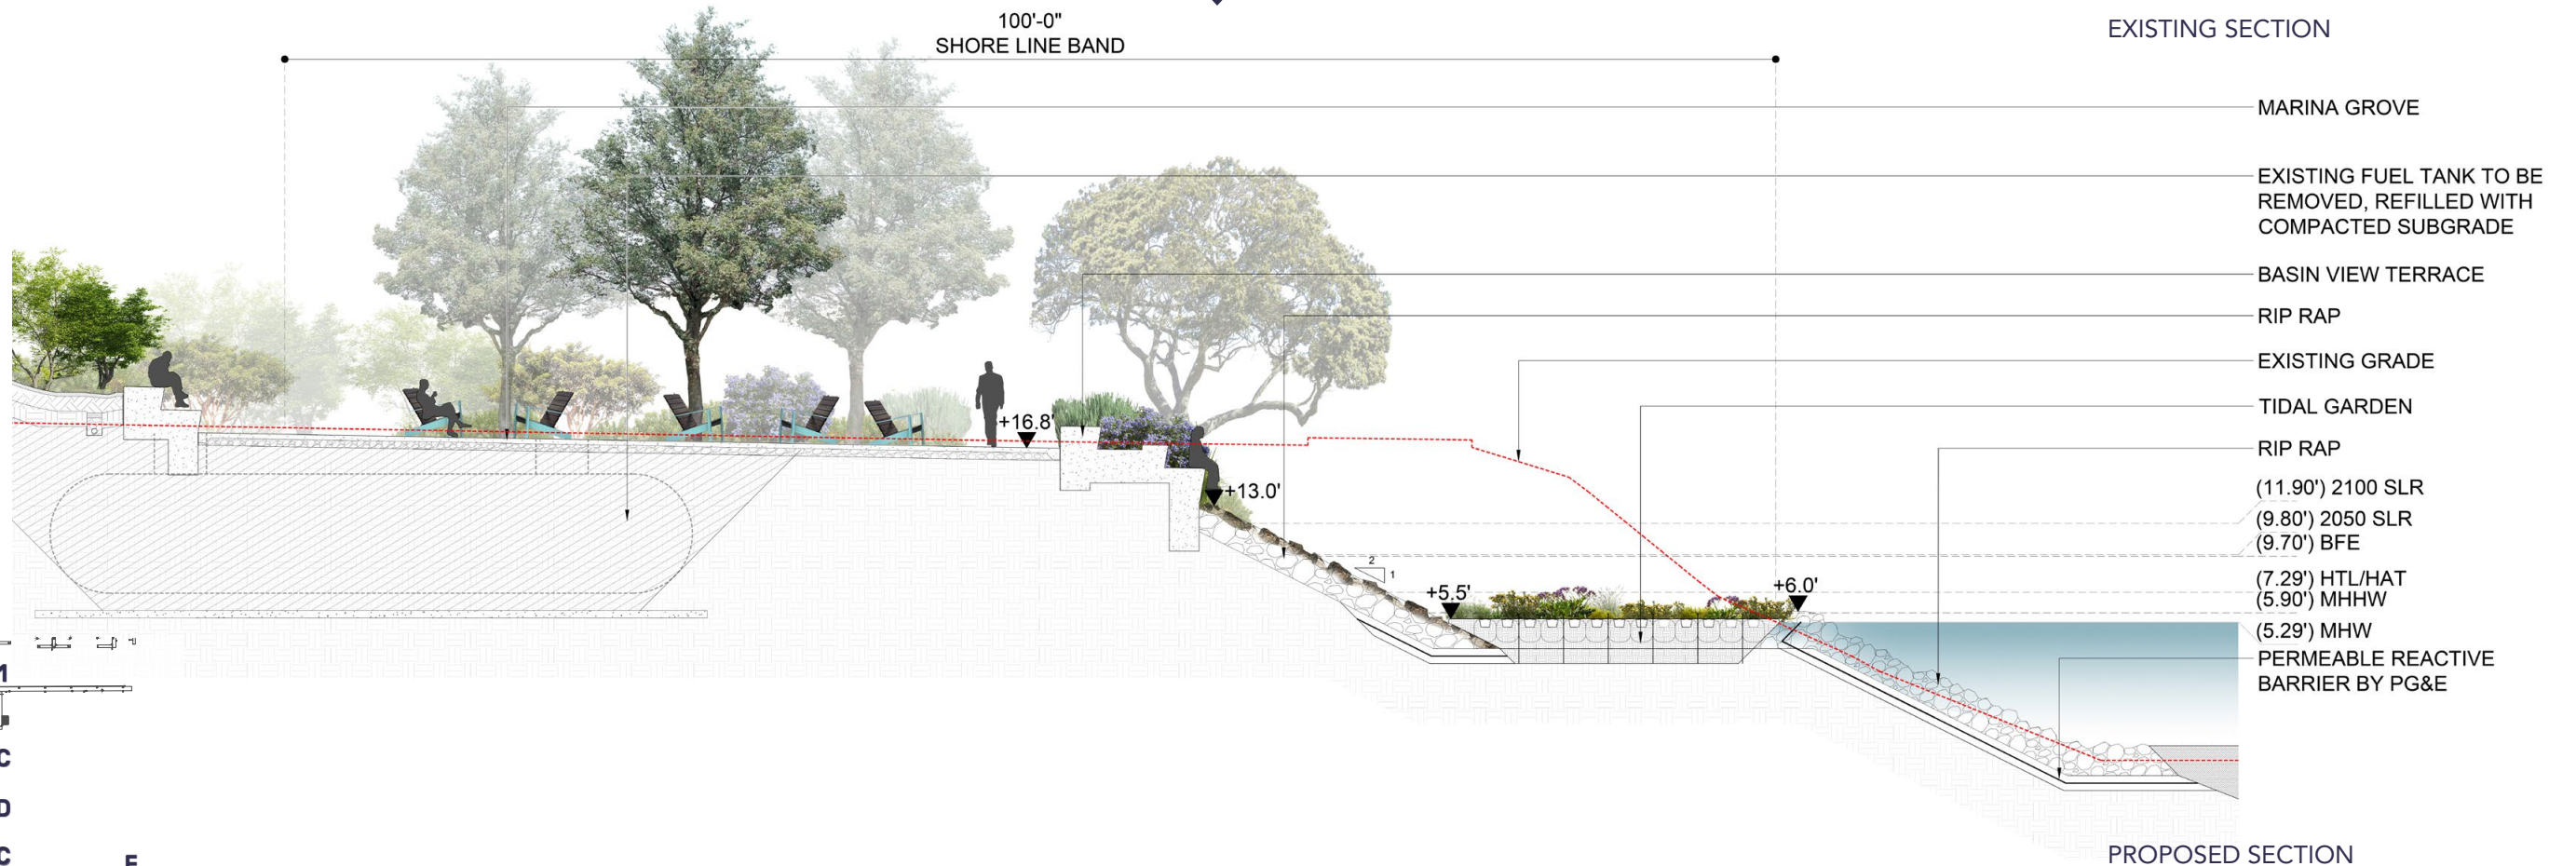 100'-0"
SHORE LINE BAND
EXISTING SECTION
MARINA GROVE
EXISTING FUEL TANK TO BE
REMOVED, REFILLED WITH
COMPACTED SUBGRADE
BASIN VIEW TERRACE
RIP RAP
EXISTING GRADE
TIDAL GARDEN
RIP RAP
(11.90') 2100 SLR
(9.80') 2050 SLR
(9.70') BFE
(7.29') HTL/HAT
(5.90') MHHW
(5.29') MHW
PERMEABLE REACTIVE
BARRIER BY PG&E
+16.8'
+13.0'
2
1
+5.5'
+6.0'
1
C
D
C
PROPOSED SECTION